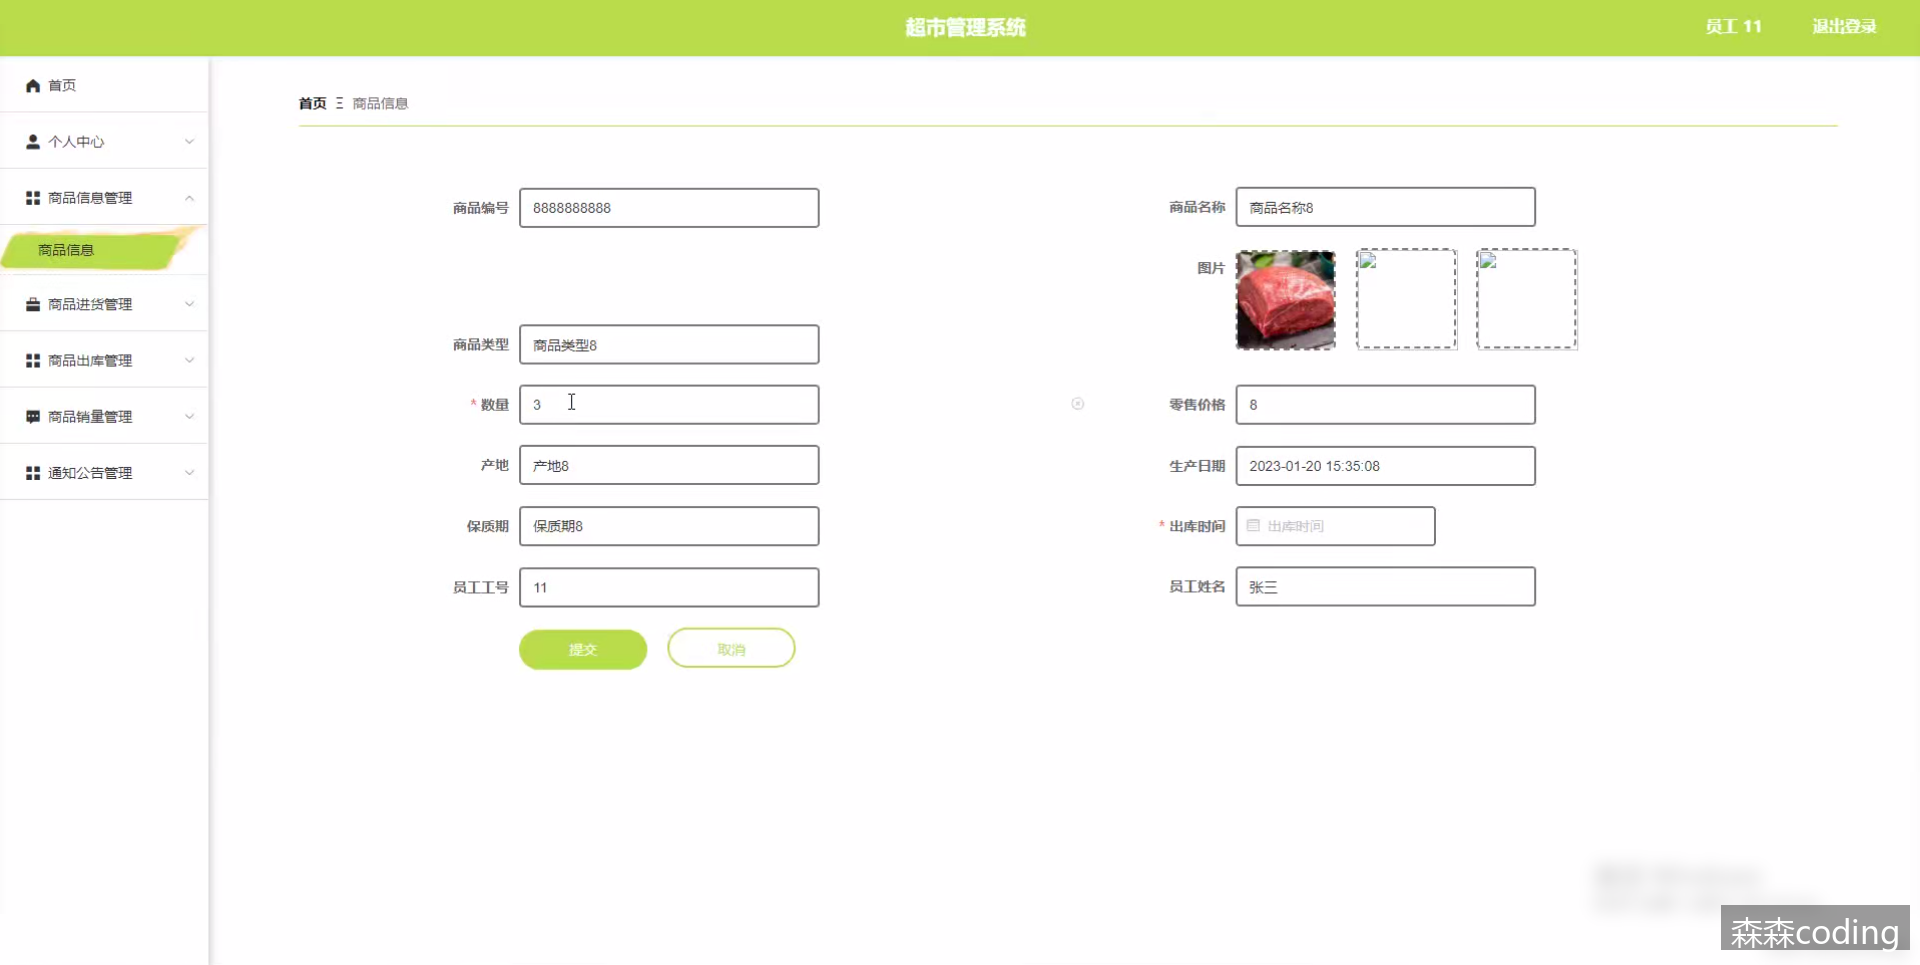 超市管理系统
员工 11
退出登录
首页
个人中心
商品信息管理
商品信息
商品进货管理
商品出库管理
商品销量管理
通知公告管理
首页 Ξ 商品信息
商品编号 8888888888
商品名称 商品名称8
图片
商品类型 商品类型8
* 数量 3
零售价格 8
产地 产地8
生产日期 2023-01-20 15:35:08
保质期 保质期8
* 出库时间 出库时间
员工工号 11
员工姓名 张三
提交
取消
森森coding